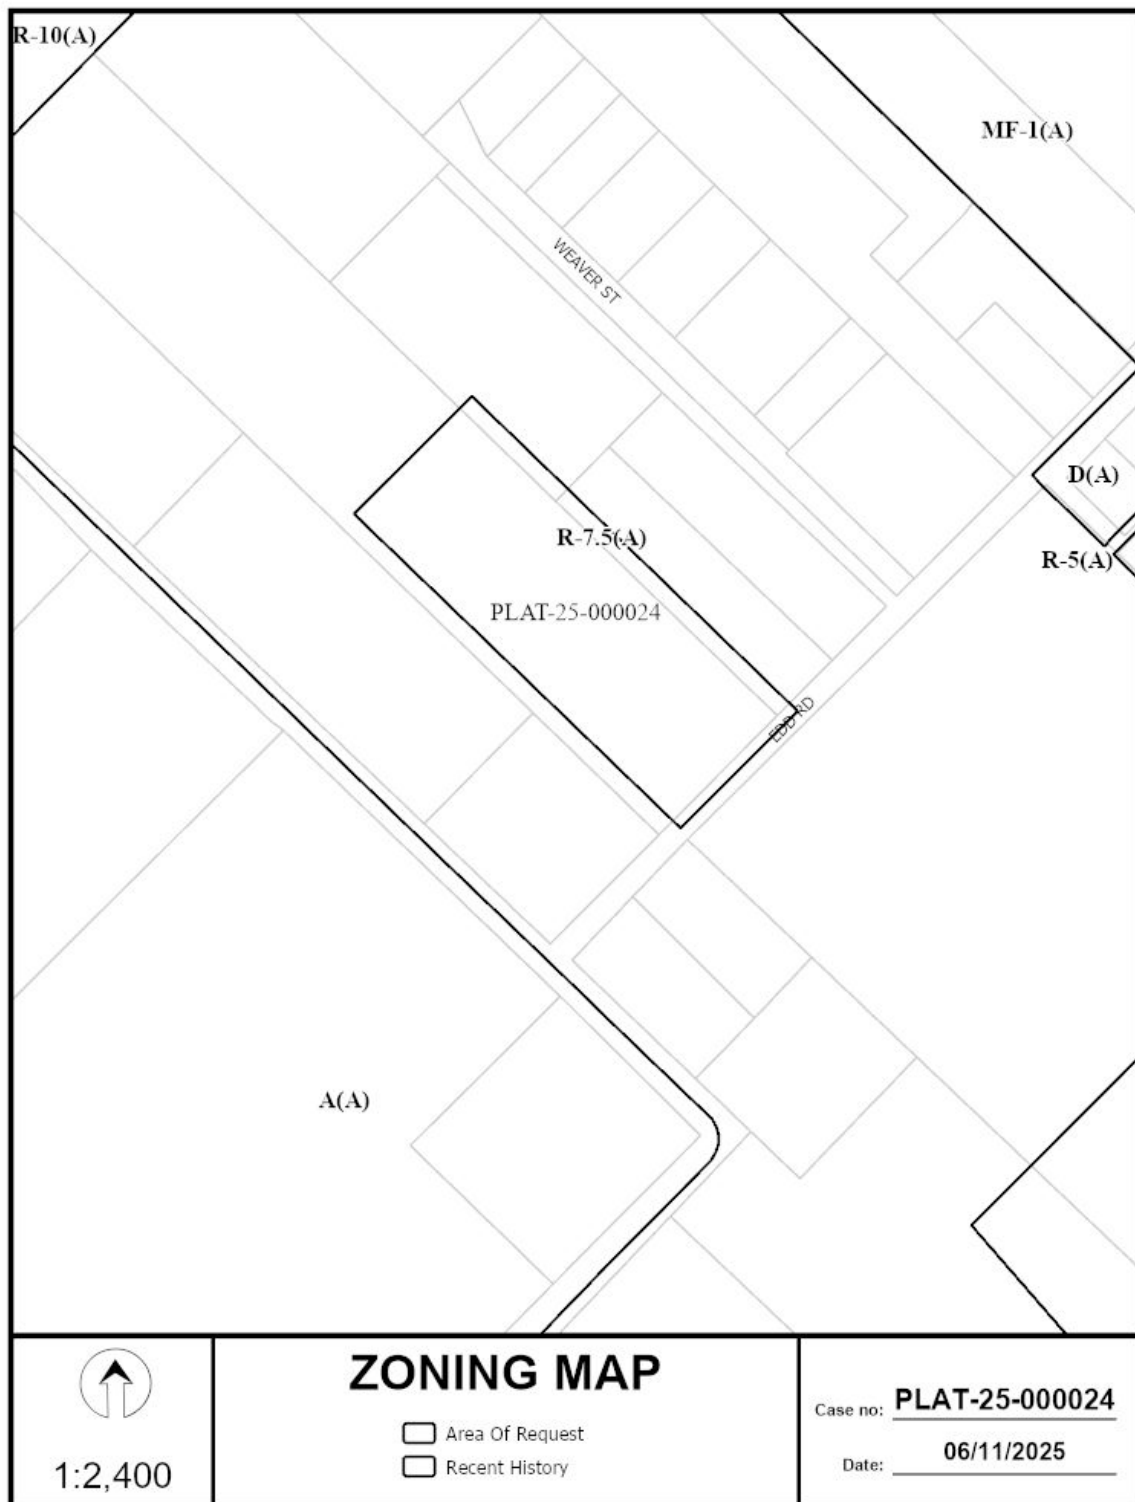 R-10(A)
MF-1(A)
WEAVER ST
D(A)
R-7.5(A)
R-5(A)
PLAT-25-000024
EDD RD
A(A)
1:2,400
ZONING MAP
Area Of Request
Recent History
Case no: PLAT-25-000024
Date: 06/11/2025